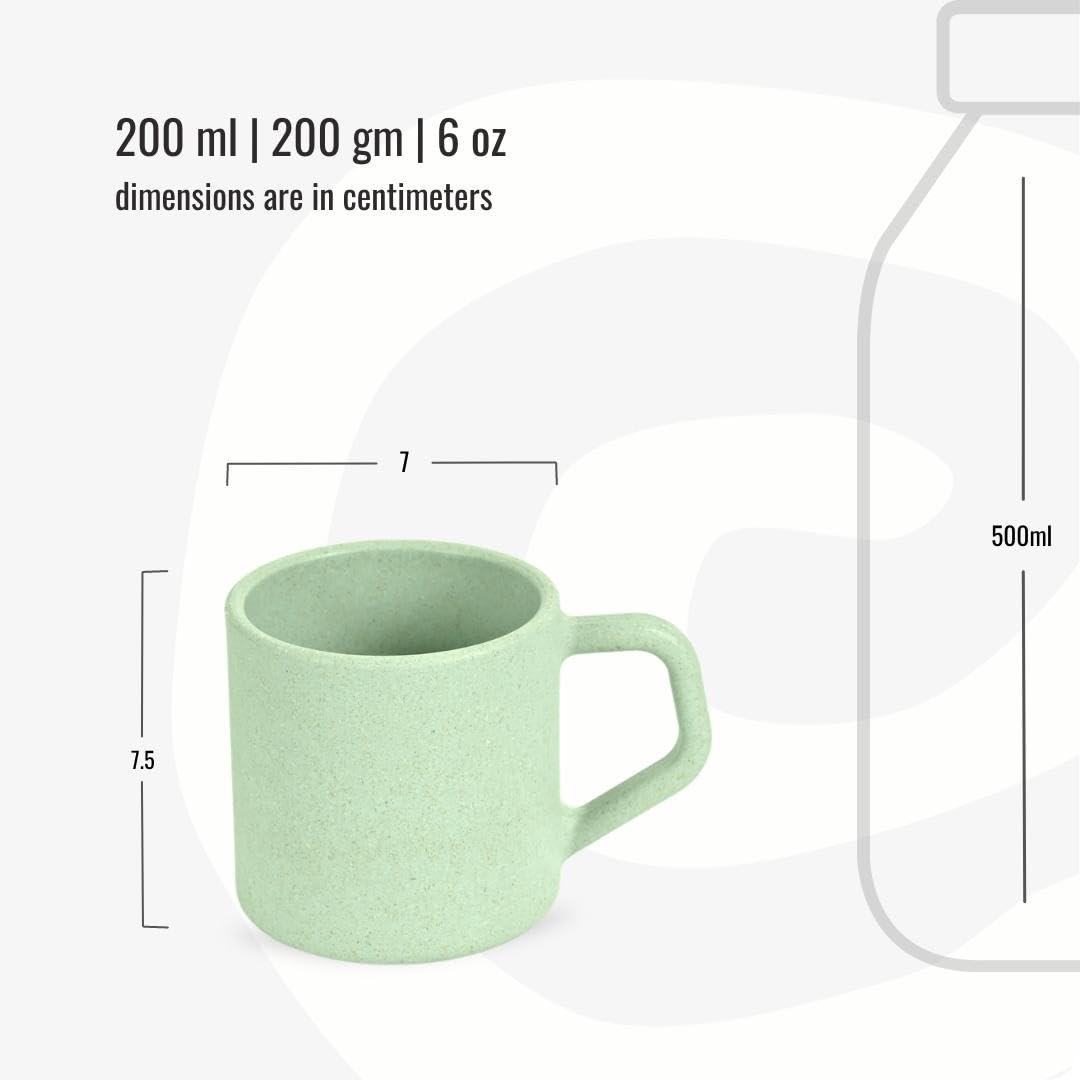 200 ml | 200 gm | 6 oz
dimensions are in centimeters
7
500ml
7.5